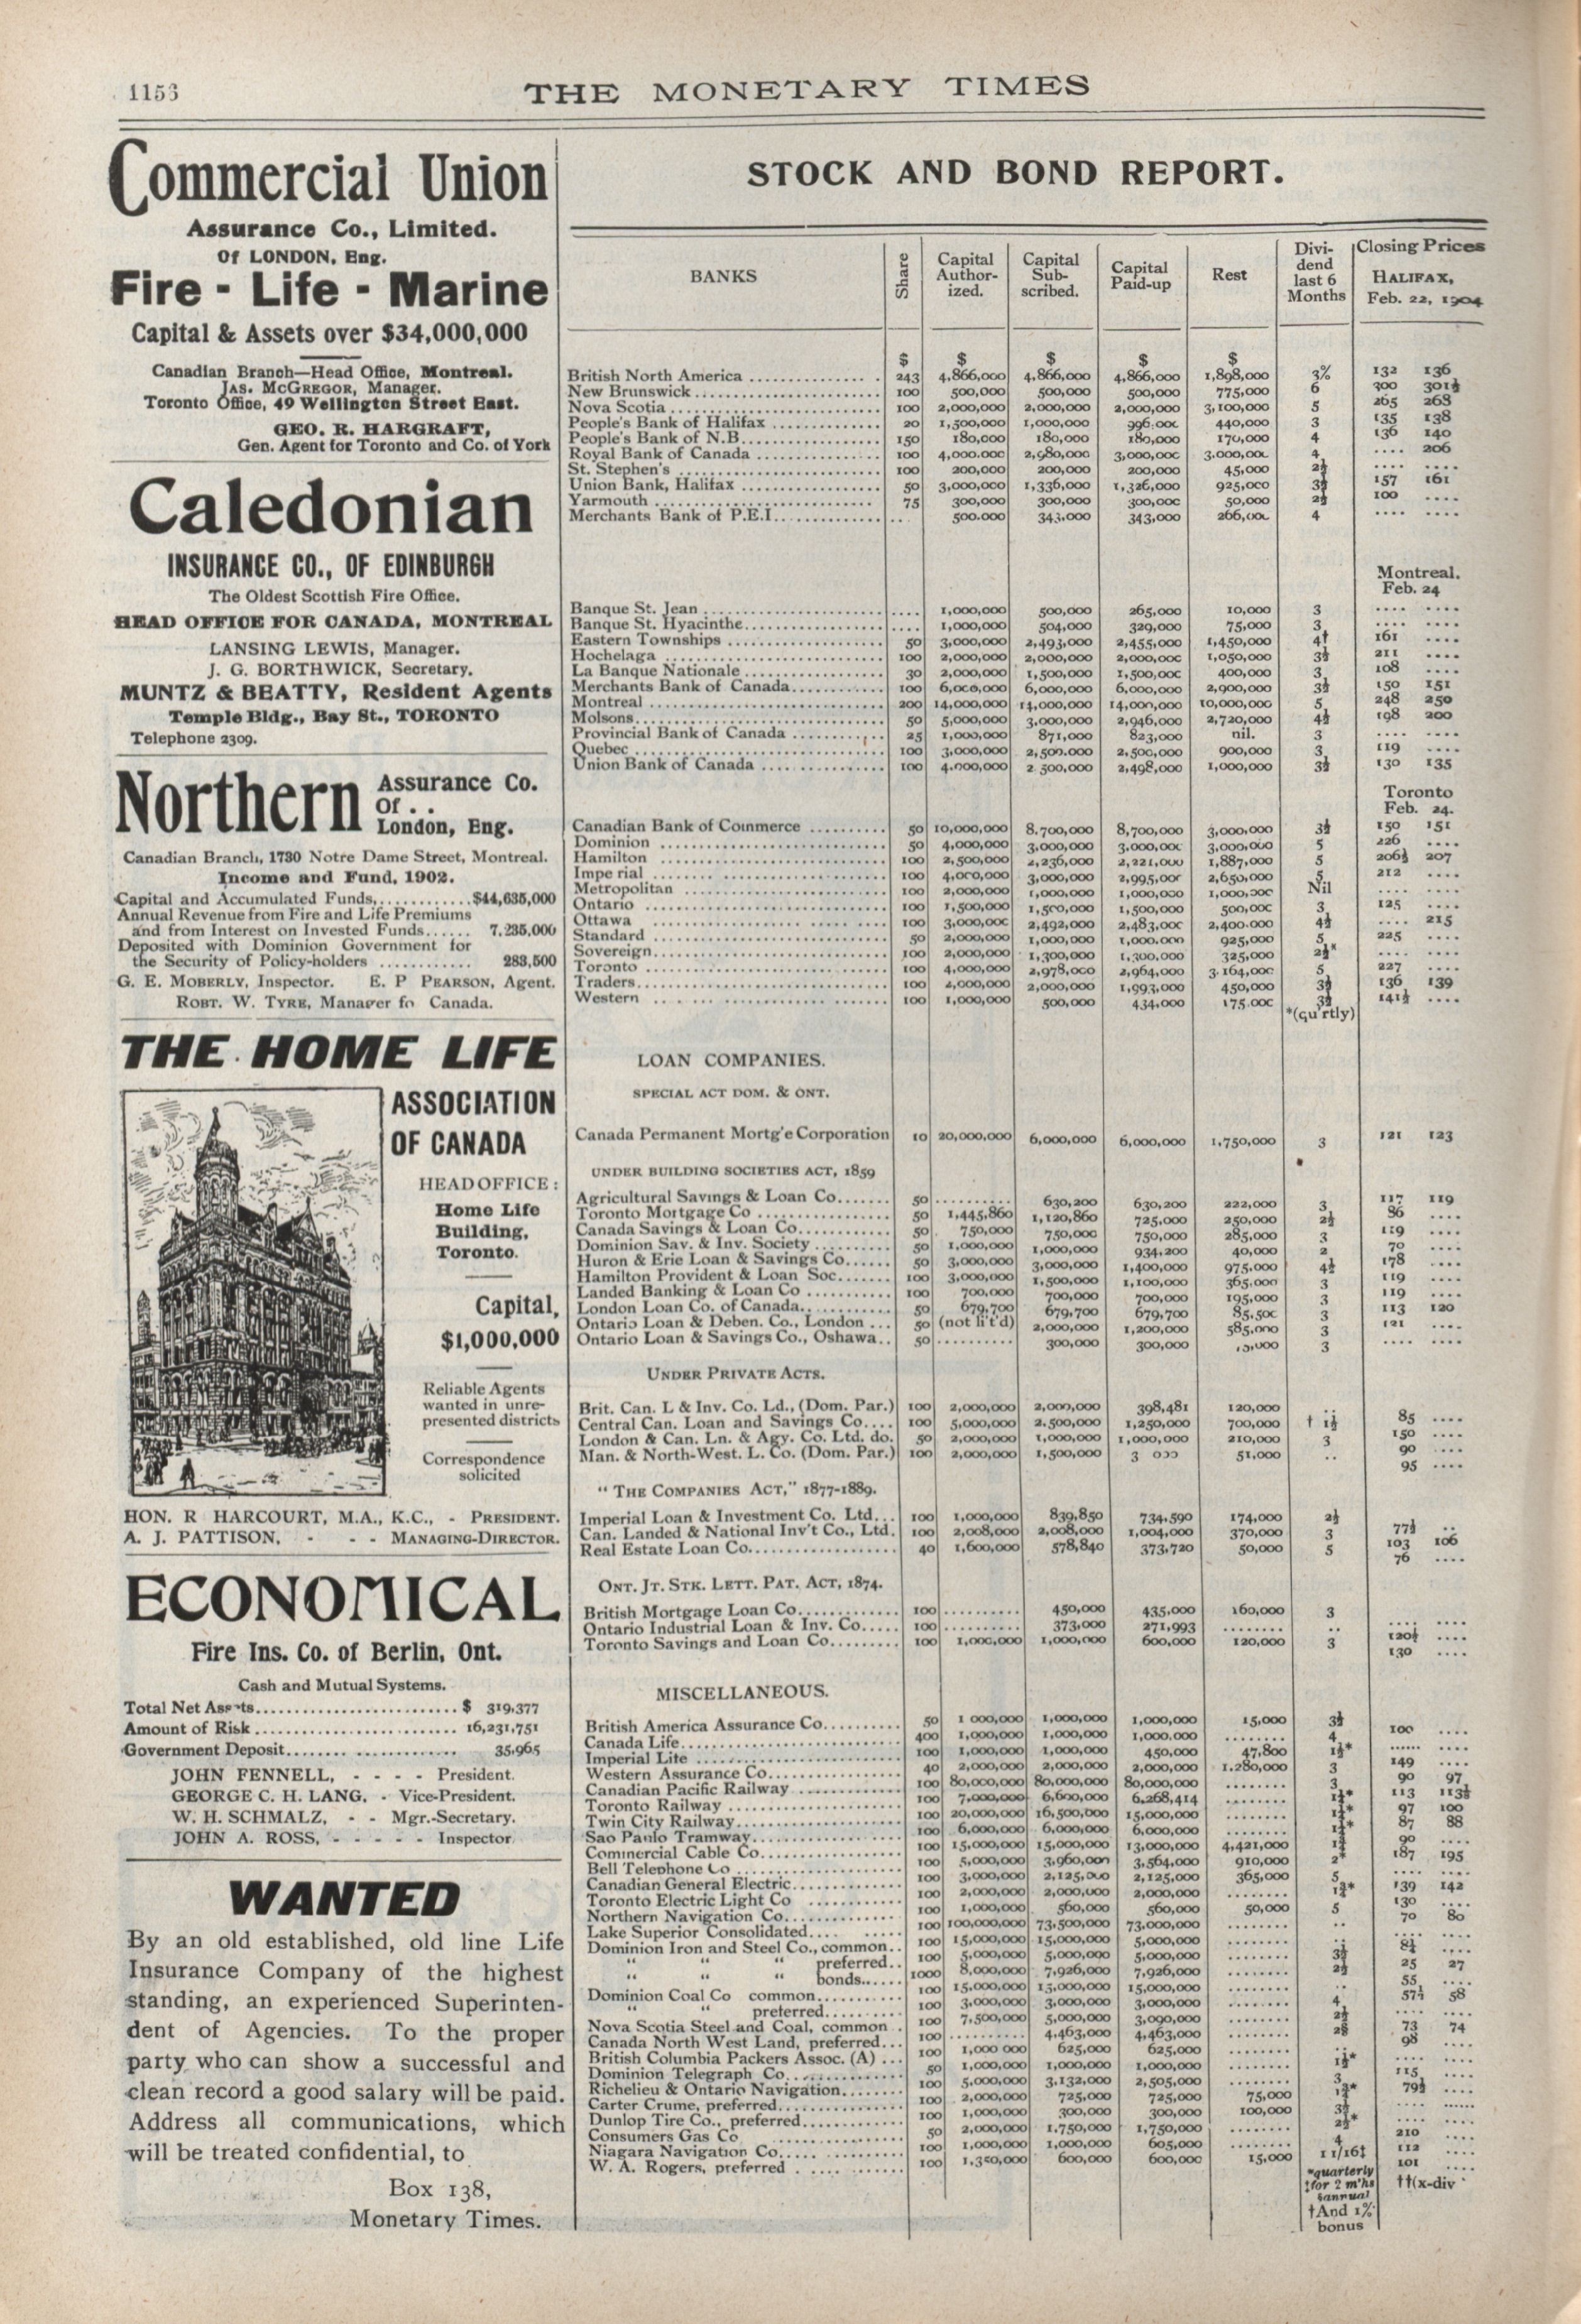 1153
THE MONETARY TIMES
Commercial Union
Assurance Co., Limited.
Of LONDON, Eng.
Fire - Life - Marine
Capital & Assets over $34,000,000
Canadian Branch—Head Office, Montreal.
JAS. McGREGOR, Manager.
Toronto Office, 49 Wellington Street East.
GEO. R. HARGRAFT,
Gen. Agent for Toronto and Co. of York
Caledonian
INSURANCE CO., OF EDINBURGH
The Oldest Scottish Fire Office.
HEAD OFFICE FOR CANADA, MONTREAL
LANSING LEWIS, Manager.
J. G. BORTHWICK, Secretary.
MUNTZ & BEATTY, Resident Agents
Temple Bldg., Bay St., TORONTO
Telephone 2309.
Northern Assurance Co.
Of . .
London, Eng.
Canadian Branch, 1730 Notre Dame Street, Montreal.
Income and Fund, 1902.
Capital and Accumulated Funds,............$44,635,000
Annual Revenue from Fire and Life Premiums
and from Interest on Invested Funds...... 7,235,000
Deposited with Dominion Government for
the Security of Policy-holders ............ 283,500
G. E. MOBERLY, Inspector. E. P PEARSON, Agent.
ROBT. W. TYRE, Manager fo Canada.
THE HOME LIFE
ASSOCIATION
OF CANADA
HEAD OFFICE:
Home Life
Building,
Toronto.
Capital,
$1,000,000
Reliable Agents
wanted in unre-
presented districts
Correspondence
solicited
HON. R HARCOURT, M.A., K.C., - PRESIDENT.
A. J. PATTISON, - - - MANAGING-DIRECTOR.
ECONOMICAL
Fire Ins. Co. of Berlin, Ont.
Cash and Mutual Systems.
Total Net Assets.......................... $ 319,377
Amount of Risk .......................... 16,231,751
Government Deposit........ ............. 35,965
JOHN FENNELL, - - - - President.
GEORGE C. H. LANG, - Vice-President.
W. H. SCHMALZ, - - Mgr.-Secretary.
JOHN A. ROSS, - - - - - Inspector
WANTED
By an old established, old line Life
Insurance Company of the highest
standing, an experienced Superinten-
dent of Agencies. To the proper
party who can show a successful and
clean record a good salary will be paid.
Address all communications, which
will be treated confidential, to
Box 138,
Monetary Times.
STOCK AND BOND REPORT.
BANKS Share Capital Authorized. Capital Subscribed. Capital Paid-up Rest Dividend last 6 Months Closing Prices HALIFAX, Feb. 22, 1904
$ $ $ $ $
British North America 243 4,866,000 4,866,000 4,866,000 1,898,000 3% 132 136
New Brunswick 100 500,000 500,000 500,000 775,000 6 300 301½
Nova Scotia 100 2,000,000 2,000,000 2,000,000 3,100,000 5 265 268
People's Bank of Halifax 20 1,500,000 1,000,000 996,000 440,000 3 135 138
People's Bank of N.B. 150 180,000 180,000 180,000 170,000 4 136 140
Royal Bank of Canada 100 4,000,000 2,980,000 3,000,000 3,000,000 4 .... 206
St. Stephen's 100 200,000 200,000 200,000 45,000 2½ .... ....
Union Bank, Halifax 50 3,000,000 1,336,000 1,326,000 925,000 3½ 157 161
Yarmouth 75 300,000 300,000 300,000 50,000 2½ 100 ....
Merchants Bank of P.E.I. .... 500,000 343,000 343,000 266,000 4 .... ....
Montreal.
Feb. 24
Banque St. Jean .... 1,000,000 500,000 265,000 10,000 3 .... ....
Banque St. Hyacinthe .... 1,000,000 504,000 329,000 75,000 3 .... ....
Eastern Townships 50 3,000,000 2,493,000 2,455,000 1,450,000 4† 161 ....
Hochelaga 100 2,000,000 2,000,000 2,000,000 1,050,000 3½ 211 ....
La Banque Nationale 30 2,000,000 1,500,000 1,500,000 400,000 3 108 ....
Merchants Bank of Canada 100 6,000,000 6,000,000 6,000,000 2,900,000 3½ 150 151
Montreal 200 14,000,000 14,000,000 14,000,000 10,000,000 5 248 250
Molsons 50 5,000,000 3,000,000 2,946,000 2,720,000 4½ 198 200
Provincial Bank of Canada 25 1,000,000 871,000 823,000 nil. 3 .... ....
Quebec 100 3,000,000 2,500,000 2,500,000 900,000 3 119 ....
Union Bank of Canada 100 4,000,000 2 500,000 2,498,000 1,000,000 3½ 130 135
Toronto
Feb. 24.
Canadian Bank of Commerce 50 10,000,000 8,700,000 8,700,000 3,000,000 3½ 150 151
Dominion 50 4,000,000 3,000,000 3,000,000 3,000,000 5 226 ....
Hamilton 100 2,500,000 2,236,000 2,221,000 1,887,000 5 206½ 207
Impe rial 100 4,000,000 3,000,000 2,995,000 2,650,000 5 212 ....
Metropolitan 100 2,000,000 1,000,000 1,000,000 1,000,000 Nil .... ....
Ontario 100 1,500,000 1,500,000 1,500,000 500,000 3 125 ....
Ottawa 100 3,000,000 2,492,000 2,483,000 2,400,000 4½ .... 215
Standard 50 2,000,000 1,000,000 1,000,000 925,000 5 225 ....
Sovereign 100 2,000,000 1,300,000 1,300,000 325,000 .... ....
Toronto 100 4,000,000 2,978,000 2,964,000 3,164,000 5 227 ....
Traders 100 2,000,000 2,000,000 1,993,000 450,000 3½ 136 139
Western 100 1,000,000 500,000 434,000 175,000 3½ 141½ ....
*(qu'rtly)
LOAN COMPANIES.
SPECIAL ACT DOM. & ONT.
Canada Permanent Mortg'e Corporation 10 20,000,000 6,000,000 6,000,000 1,750,000 3 121 123
UNDER BUILDING SOCIETIES ACT, 1859
Agricultural Savings & Loan Co. 50 .......... 630,200 630,200 222,000 3 117 119
Toronto Mortgage Co 50 1,445,860 1,120,860 725,000 250,000 2½ 86 ....
Canada Savings & Loan Co. 50 750,000 750,000 750,000 285,000 3 119 ....
Dominion Sav. & Inv. Society 50 1,000,000 1,000,000 934,200 40,000 2 70 ....
Huron & Erie Loan & Savings Co. 50 3,000,000 3,000,000 1,400,000 975,000 4½ 178 ....
Hamilton Provident & Loan Soc. 100 3,000,000 1,500,000 1,100,000 365,000 3 119 ....
Landed Banking & Loan Co 100 700,000 700,000 700,000 195,000 3 119 ....
London Loan Co. of Canada 50 679,700 679,700 679,700 85,500 3 113 120
Ontario Loan & Deben. Co., London 50 (not li't'd) 2,000,000 1,200,000 585,000 3 121 ....
Ontario Loan & Savings Co., Oshawa 50 .......... 300,000 300,000 3 .... ....
UNDER PRIVATE ACTS.
Brit. Can. L & Inv. Co. Ld., (Dom. Par.) 100 2,000,000 2,000,000 398,481 120,000 .. 85 ....
Central Can. Loan and Savings Co. 100 5,000,000 2,500,000 1,250,000 700,000 † 1½ 150 ....
London & Can. Ln. & Agy. Co. Ltd. do. 50 2,000,000 1,000,000 1,000,000 210,000 3 90 ....
Man. & North-West. L. Co. (Dom. Par.) 100 2,000,000 1,500,000 51,000 .. 95 ....
"THE COMPANIES ACT," 1877-1889.
Imperial Loan & Investment Co. Ltd. 100 1,000,000 839,850 734,590 174,000 2½ 77½ ..
Can. Landed & National Inv't Co., Ltd. 100 2,008,000 2,008,000 1,004,000 370,000 3 103 106
Real Estate Loan Co. 40 1,600,000 578,840 373,720 50,000 5 76 ....
ONT. JT. STK. LETT. PAT. ACT, 1874.
British Mortgage Loan Co. 100 .......... 450,000 435,000 160,000 3 .... ....
Ontario Industrial Loan & Inv. Co. 100 .......... 373,000 271,993 ........ .. 120½ ....
Toronto Savings and Loan Co. 100 1,000,000 1,000,000 600,000 120,000 3 130 ....
MISCELLANEOUS.
British America Assurance Co. 50 1 000,000 1,000,000 1,000,000 15,000 3½ 100 ....
Canada Life 400 1,000,000 1,000,000 1,000,000 ........ 4 ...... ....
Imperial Life 100 1,000,000 1,000,000 450,000 47,800 149 ....
Western Assurance Co. 40 2,000,000 2,000,000 2,000,000 1,280,000 3 90 97
Canadian Pacific Railway 100 80,000,000 80,000,000 80,000,000 ........ 3 113 113½
Toronto Railway 100 7,000,000 6,600,000 6,268,414 ........ 97 100
Twin City Railway 100 20,000,000 16,500,000 15,000,000 ........ 87 88
Sao Paulo Tramway 100 6,000,000 6,000,000 6,000,000 ........ 90 ....
Commercial Cable Co. 100 15,000,000 15,000,000 13,000,000 4,421,000 187 195
Bell Telephone Co 100 5,000,000 3,960,000 3,564,000 910,000 2* .... ....
Canadian General Electric 100 3,000,000 2,125,000 2,125,000 365,000 5 139 142
Toronto Electric Light Co 100 2,000,000 2,000,000 2,000,000 ........ 130 ....
Northern Navigation Co. 100 1,000,000 560,000 560,000 50,000 5 70 80
Lake Superior Consolidated 100 100,000,000 73,500,000 73,000,000 ........ .. .... ....
Dominion Iron and Steel Co., common 100 15,000,000 15,000,000 5,000,000 ........ .. ....
" " " preferred 100 5,000,000 5,000,000 5,000,000 ........ 3½ 25 27
" " " bonds 1000 8,000,000 7,926,000 7,926,000 ........ 2½ 55 ....
Dominion Coal Co common 100 15,000,000 15,000,000 15,000,000 ........ .. 58
" " preferred 100 3,000,000 3,000,000 3,000,000 ........ 4 .... ....
Nova Scotia Steel and Coal, common 100 7,500,000 5,000,000 3,090,000 ........ 73 74
Canada North West Land, preferred 100 .......... 4,463,000 4,463,000 ........ 98 ....
British Columbia Packers Assoc. (A) 100 1,000 000 625,000 625,000 ........ .. .... ....
Dominion Telegraph Co. 50 1,000,000 1,000,000 1,000,000 ........ 115 ....
Richelieu & Ontario Navigation 100 5,000,000 3,132,000 2,505,000 ........ 3 79½ ....
Carter Crume, preferred 100 2,000,000 725,000 725,000 75,000 .... ......
Dunlop Tire Co., preferred 100 1,000,000 300,000 300,000 100,000 3½ .... ....
Consumers Gas Co 50 2,000,000 1,750,000 1,750,000 ........ 210 ....
Niagara Navigation Co. 100 1,000,000 1,000,000 605,000 ........ 4 112 ....
W. A. Rogers, preferred 100 1,350,000 600,000 600,000 15,000 1 1/16‡ 101 ....
*quarterly
‡for 2 m'hs
§annual
†And 1%
bonus
††(x-div